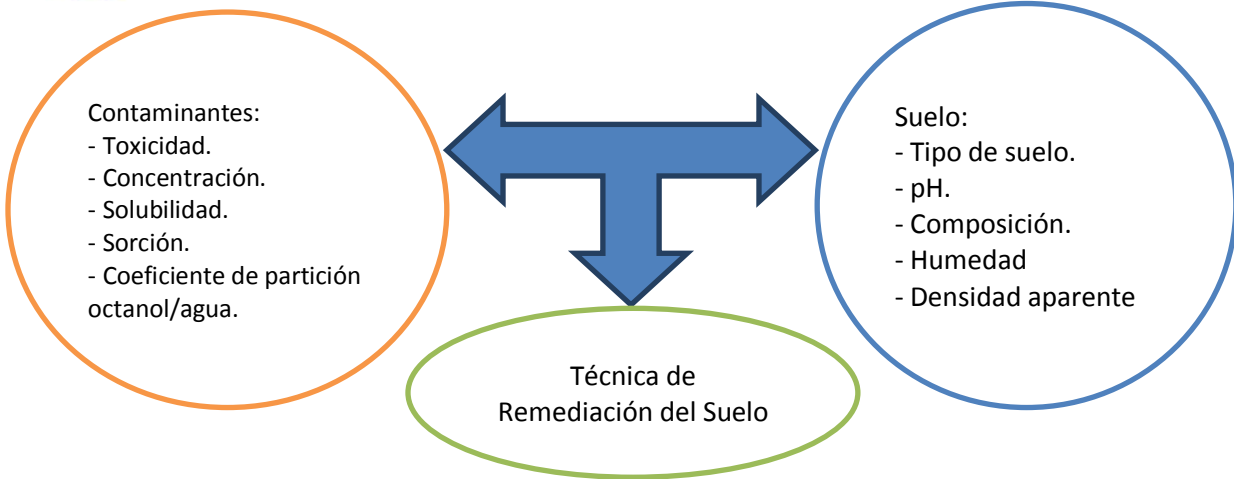 Contaminantes:
- Toxicidad.
- Concentración.
- Solubilidad.
- Sorción.
- Coeficiente de partición
octanol/agua.
Suelo:
- Tipo de suelo.
- pH.
- Composición.
- Humedad
- Densidad aparente
Técnica de
Remediación del Suelo